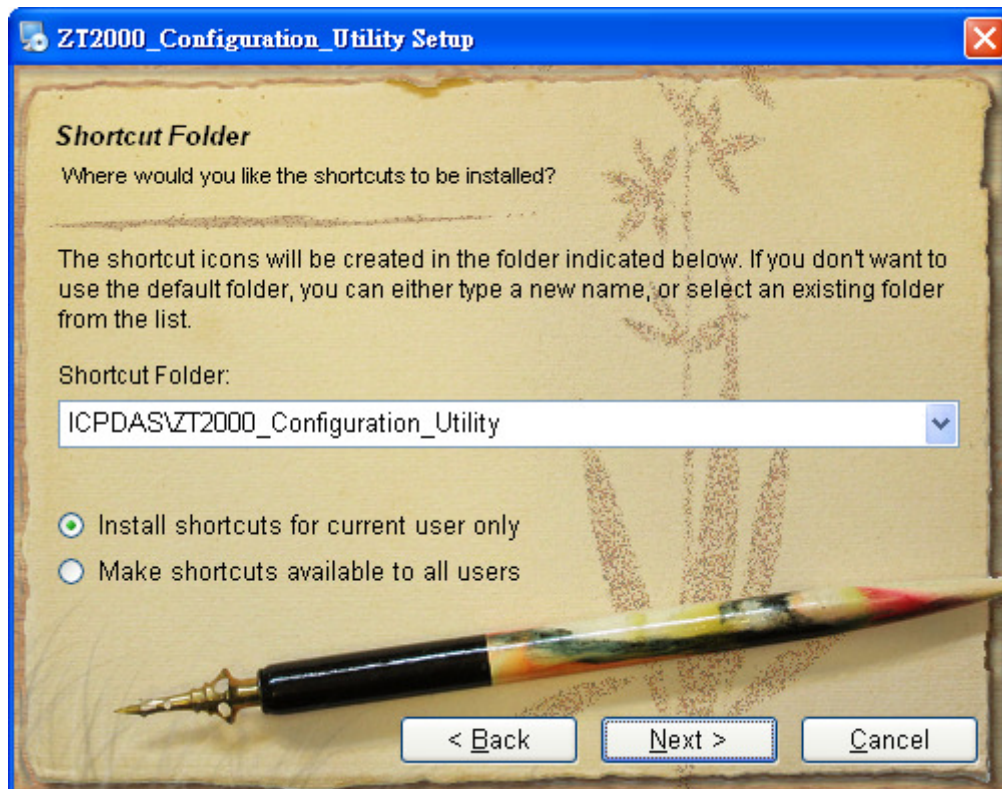 ZT2000_Configuration_Utility Setup
Shortcut Folder
Where would you like the shortcuts to be installed?
The shortcut icons will be created in the folder indicated below. If you don't want to
use the default folder, you can either type a new name, or select an existing folder
from the list.
Shortcut Folder:
ICPDAS\ZT2000_Configuration_Utility
Install shortcuts for current user only
Make shortcuts available to all users
< Back
Next >
Cancel